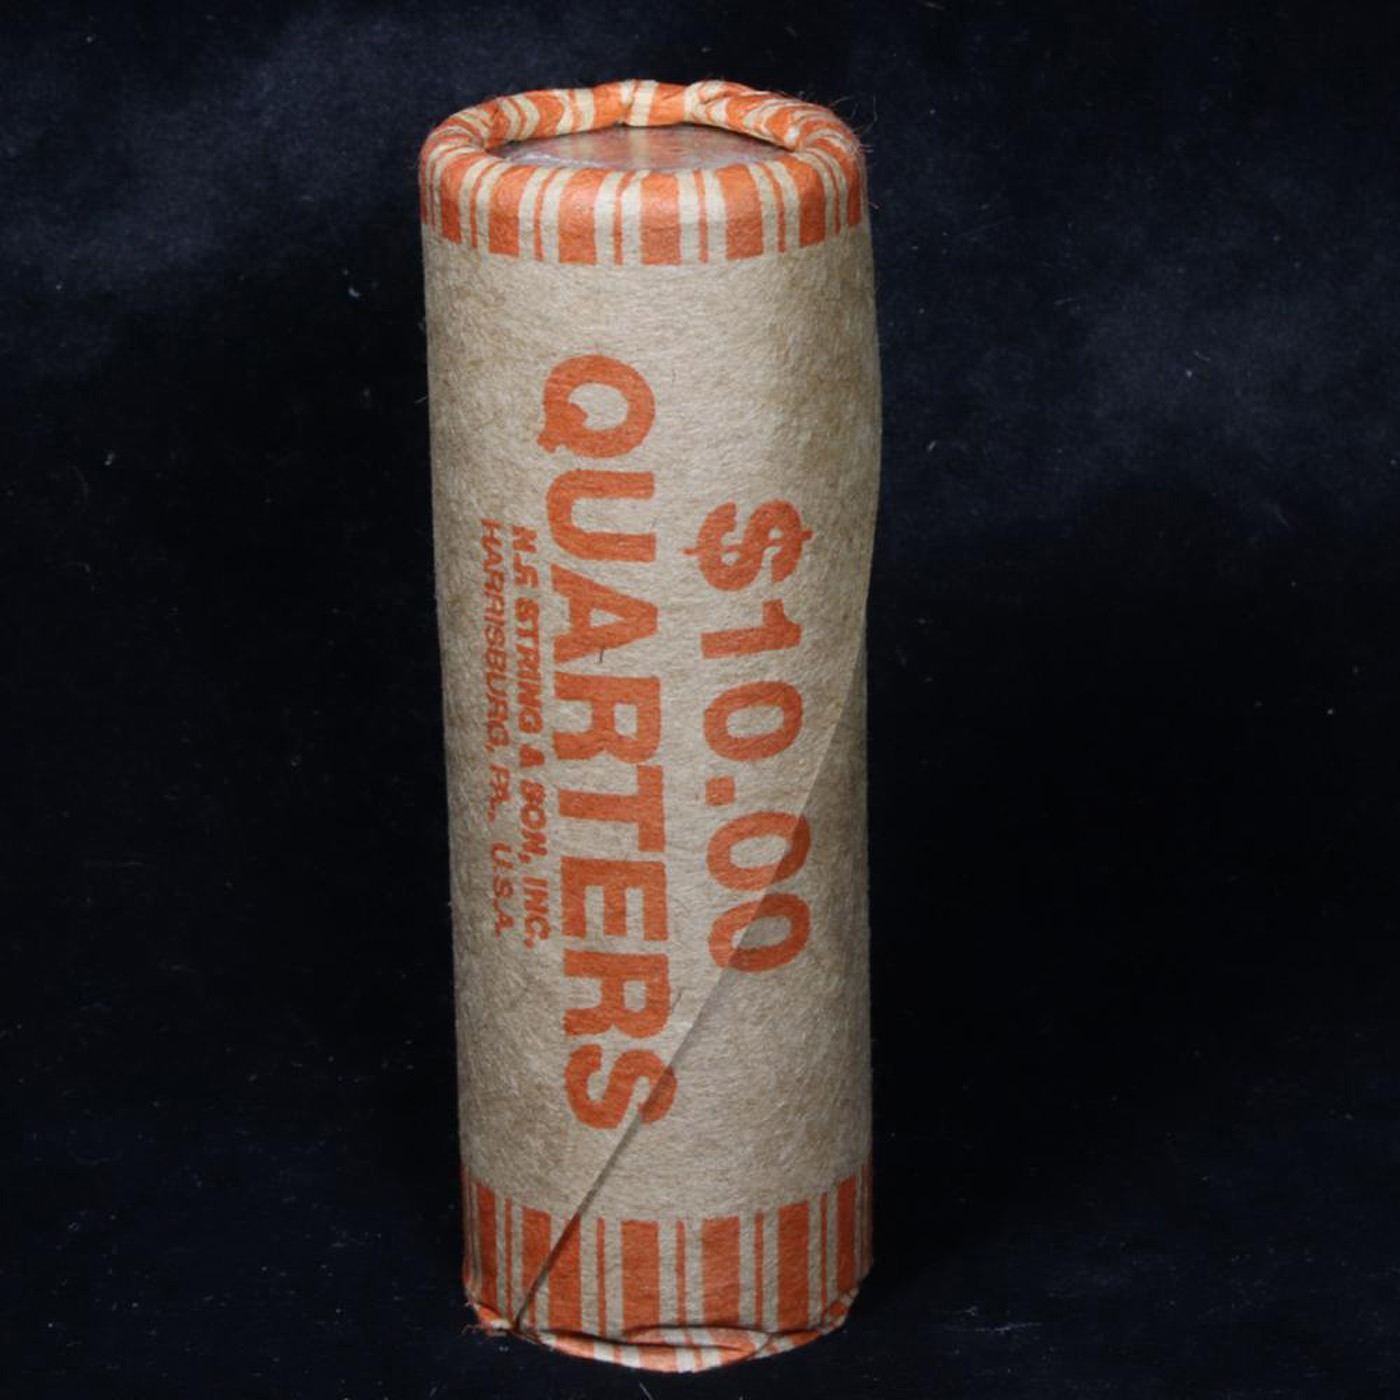 $10.00
QUARTERS
N.F. STRING & SON, INC.
HARRISBURG, PA. U.S.A.